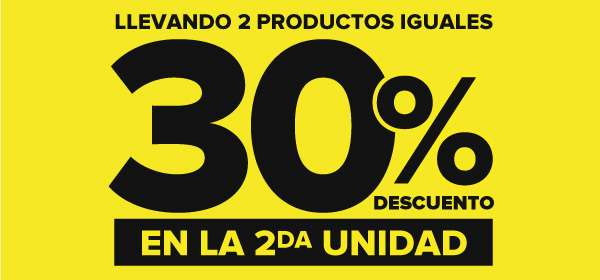 LLEVANDO 2 PRODUCTOS IGUALES
30%
DESCUENTO
EN LA 2DA UNIDAD